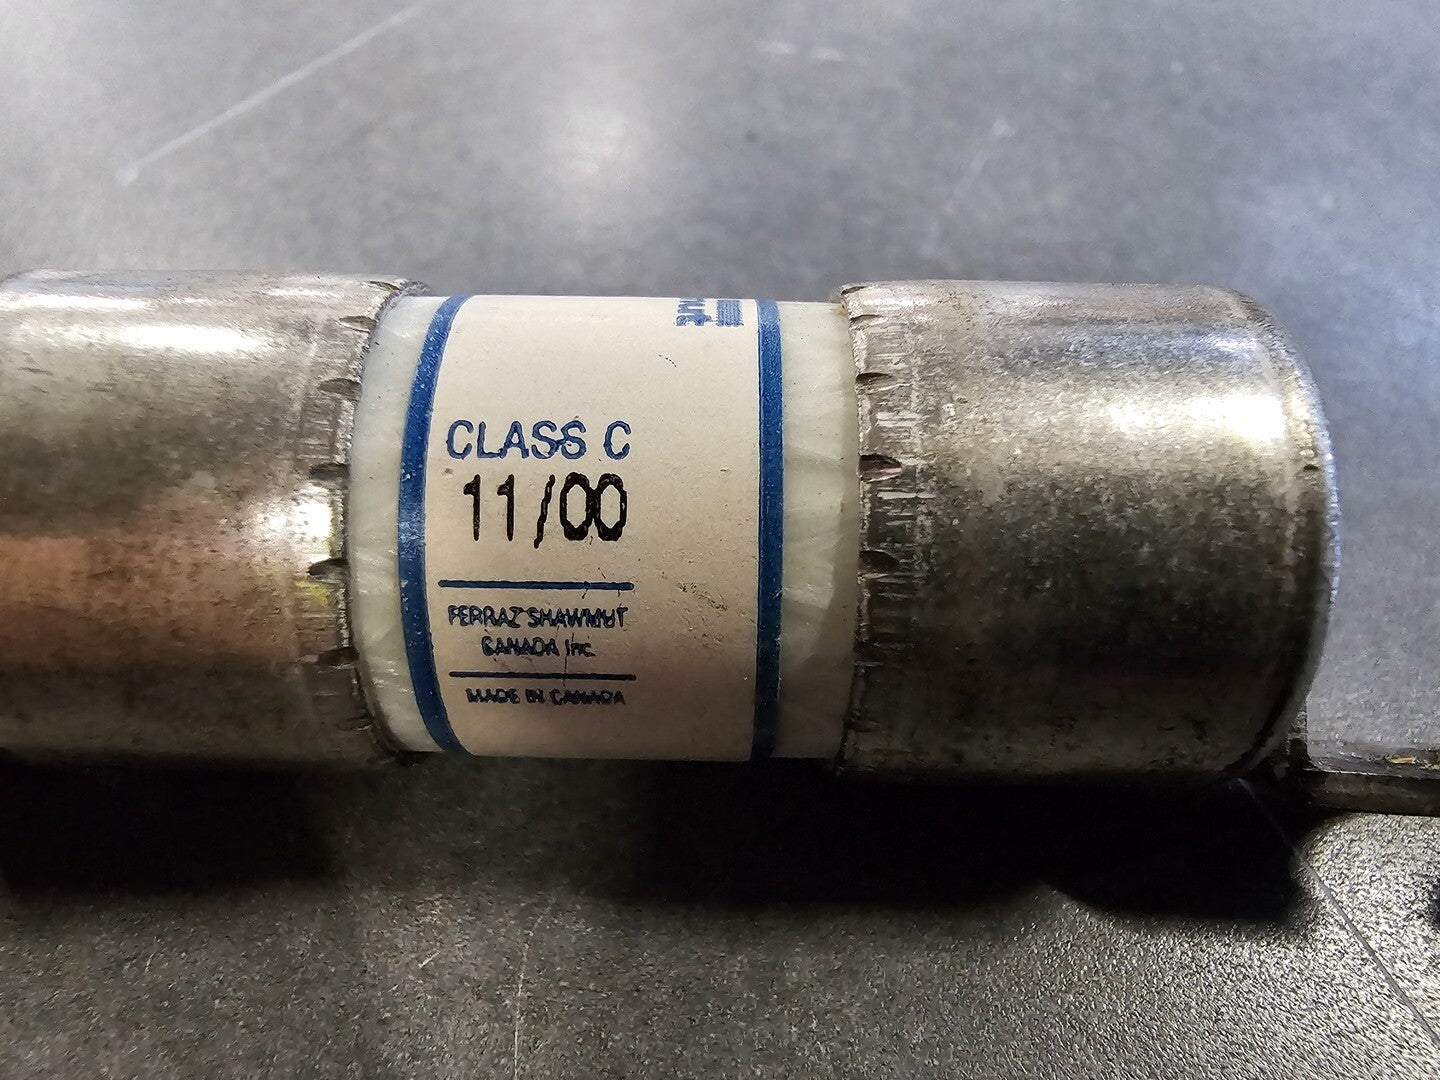 CLASS C
11/00
FERRAZ SHAWMUT
CANADA Inc.
MADE IN CANADA